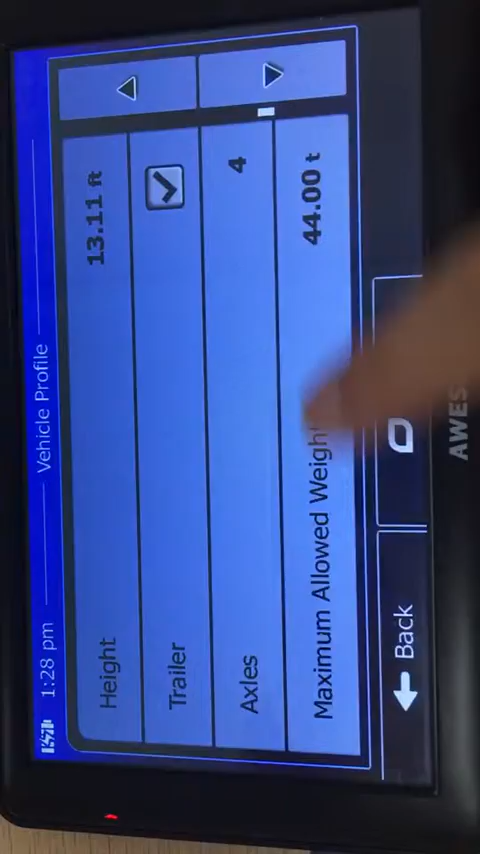 1:28 pm
Vehicle Profile
Height 13.11 ft
Trailer
Axles 4
Maximum Allowed Weight 44.00 t
Back
AWES